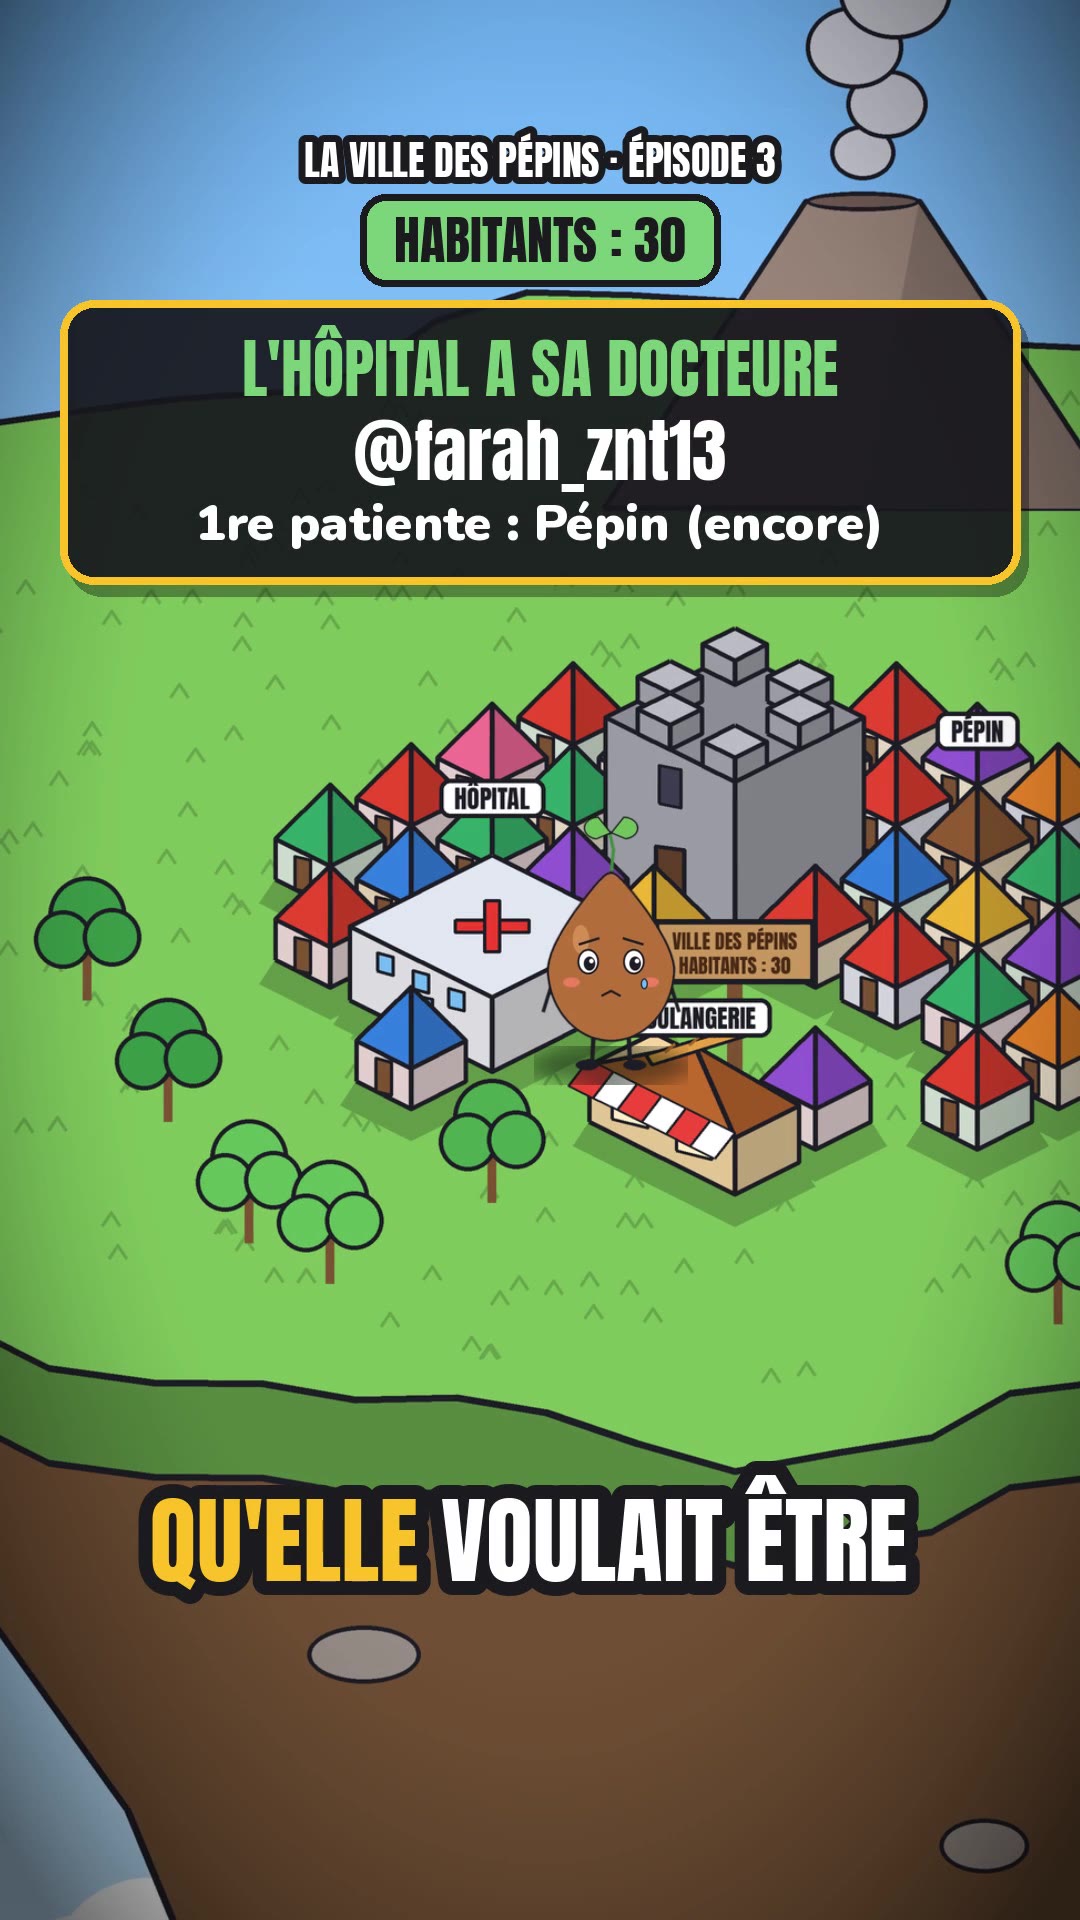 LA VILLE DES PÉPINS - ÉPISODE 3
HABITANTS : 30
L'HÔPITAL A SA DOCTEURE
@farah_znt13
1re patiente : Pépin (encore)
PÉPIN
HÔPITAL
VILLE DES PÉPINS
HABITANTS : 30
QU'ELLE VOULAIT ÊTRE